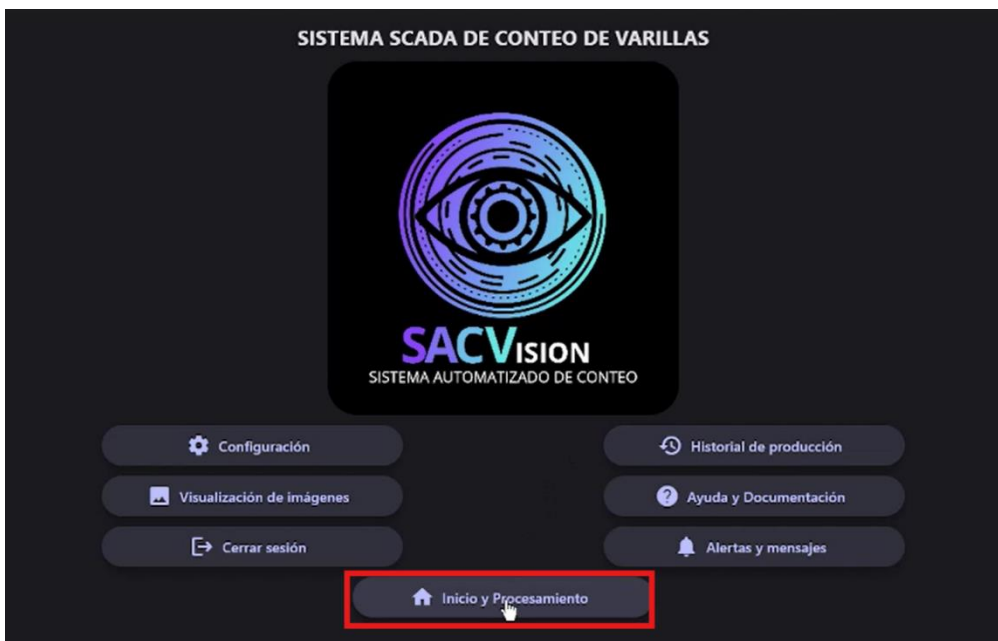 SISTEMA SCADA DE CONTEO DE VARILLAS
SACVISION
SISTEMA AUTOMATIZADO DE CONTEO
Configuración
Historial de producción
Visualización de imágenes
Ayuda y Documentación
Cerrar sesión
Alertas y mensajes
Inicio y Procesamiento